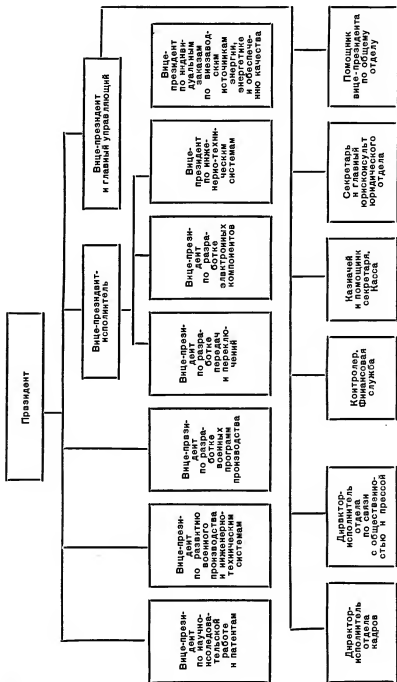 Президент
Вице-президент-
исполнитель
Вице-президент
и главный управляющий
Вице-прези-
дент
по научно-
исследова-
тельской
работе
и патентам
Вице-прези-
дент
по развитию
военного
производства
и инженерно-
техническим
системам
Вице-прези-
дент
по разра-
ботке
военных
программ
производства
Вице-прези-
дент
по разра-
ботке
передач
и переклю-
чений
Вице-прези-
дент
по разра-
ботке
электронных
компонентов
Вице-
президент
по инже-
нерно-техни-
ческим
системам
Вице-
президент
по индиви-
дуальным
заказам
по внезавод-
ским
источникам
энергии,
энергетике
и обеспече-
нию качества
Директор-
исполнитель
отдела
кадров
Директор-
исполнитель
отдела
по связи
с общественно-
стью и прессой
Контролер.
Финансовая
служба
Казначей
и помощник
секретаря.
Касса
Секретарь
и главный
юрисконсульт
юридического
отдела
Помощник
вице-президента
по общему
отделу